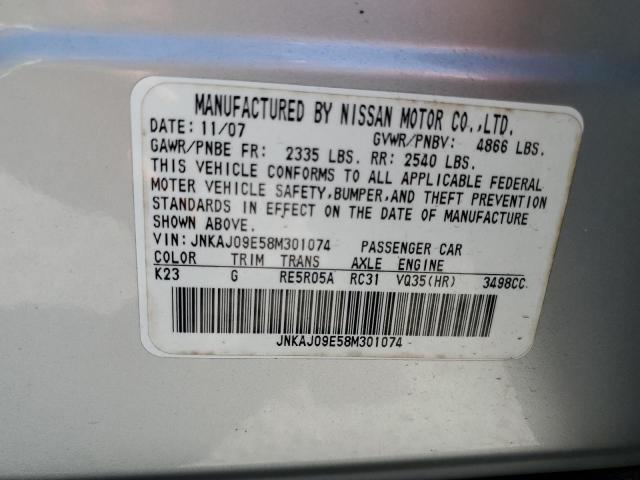 MANUFACTURED BY NISSAN MOTOR CO.,LTD.
DATE: 11/07 GVWR/PNBV: 4866 LBS.
GAWR/PNBE FR: 2335 LBS. RR: 2540 LBS.
THIS VEHICLE CONFORMS TO ALL APPLICABLE FEDERAL
MOTER VEHICLE SAFETY,BUMPER,AND THEFT PREVENTION
STANDARDS IN EFFECT ON THE DATE OF MANUFACTURE
SHOWN ABOVE.
VIN: JNKAJ09E58M301074 PASSENGER CAR
COLOR TRIM TRANS AXLE ENGINE
K23 G RE5R05A RC31 VQ35(HR) 3498CC
JNKAJ09E58M301074